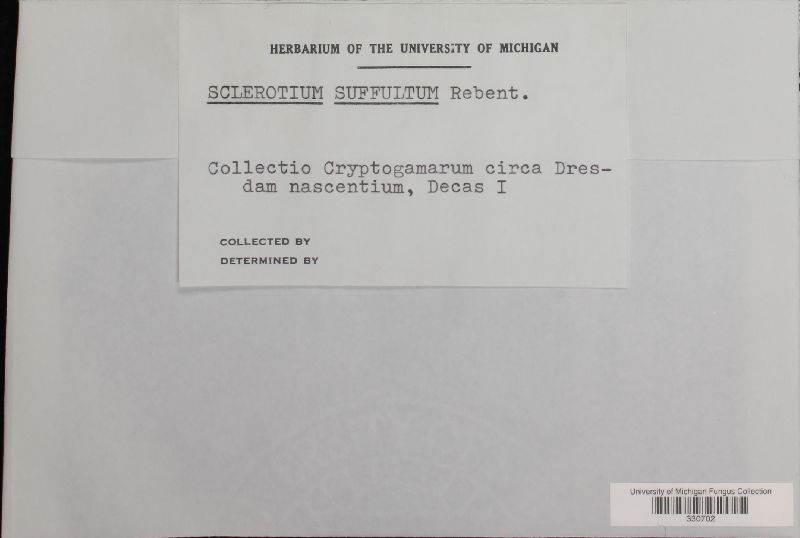 HERBARIUM OF THE UNIVERSITY OF MICHIGAN
SCLEROTIUM SUFFULTUM Rebent.
Collectio Cryptogamarum circa Dres-
dam nascentium, Decas I
COLLECTED BY
DETERMINED BY
University of Michigan Fungus Collection
330702